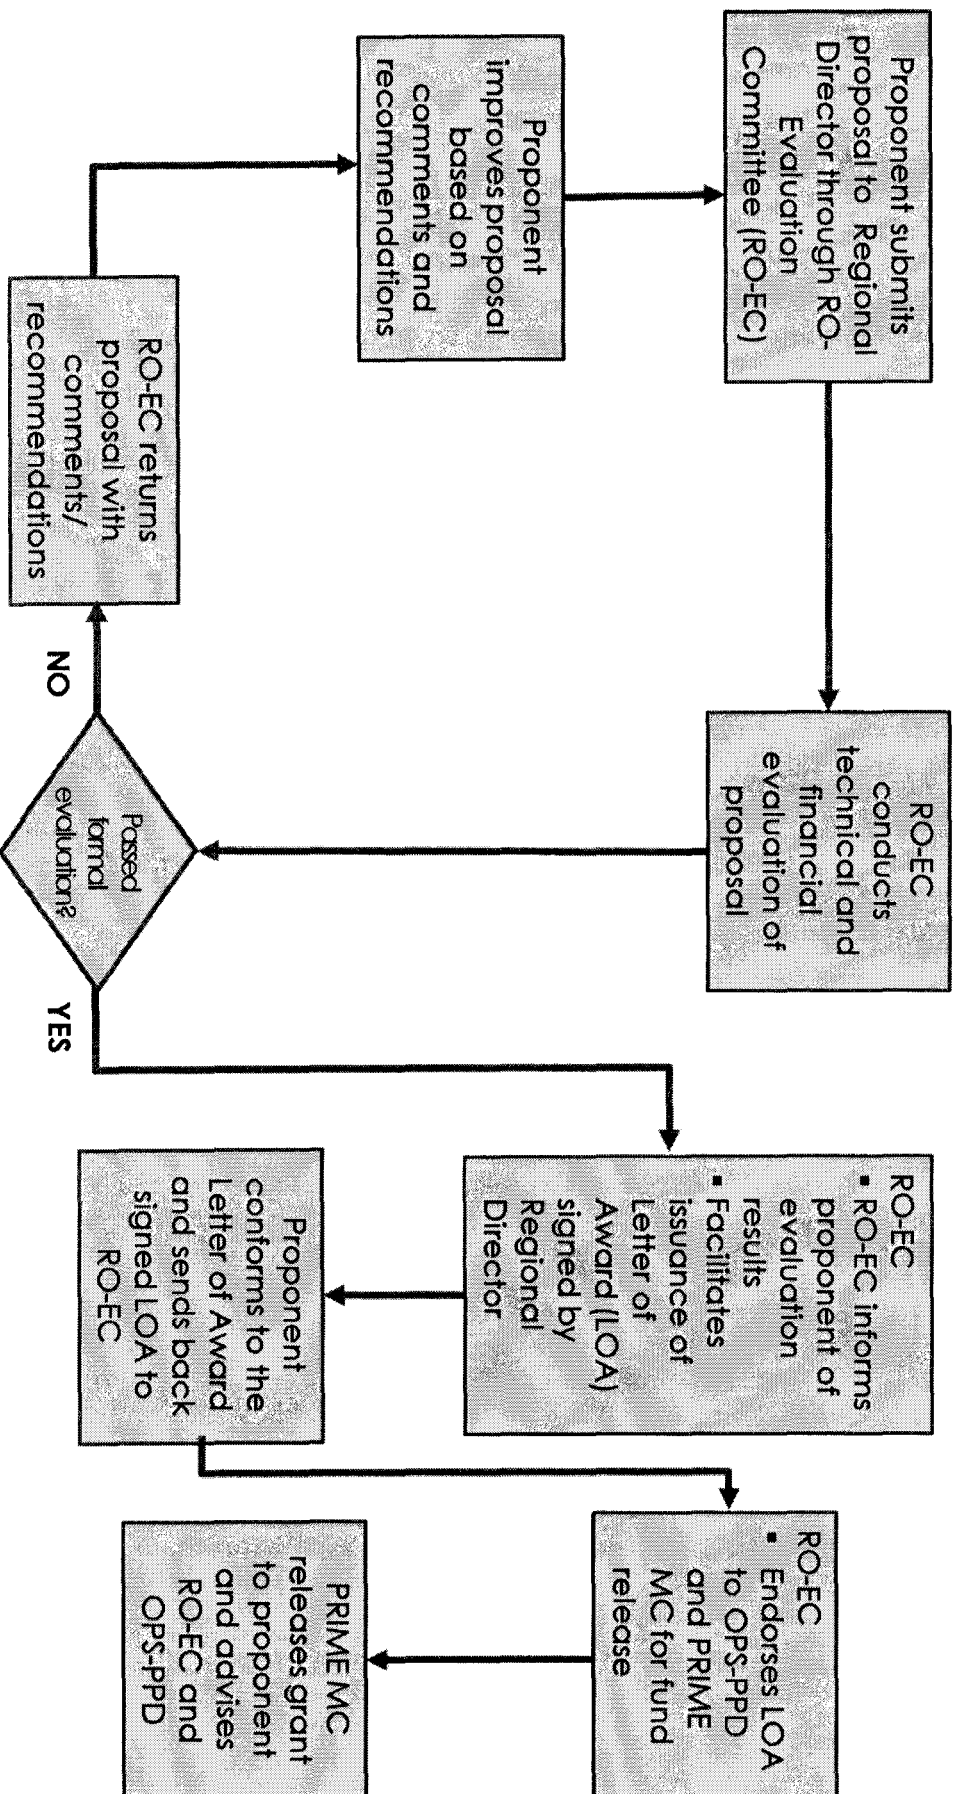 Proponent submits
proposal to Regional
Director through RO-
Evaluation
Committee (RO-EC)
RO-EC
conducts
technical and
financial
evaluation of
proposal
Passed
formal
evaluation?
NO
YES
RO-EC returns
proposal with
comments/
recommendations
Proponent
improves proposal
based on
comments and
recommendations
RO-EC
▪ RO-EC informs
proponent of
evaluation
results
▪ Facilitates
issuance of
Letter of
Award (LOA)
signed by
Regional
Director
Proponent
conforms to the
Letter of Award
and sends back
signed LOA to
RO-EC
RO-EC
▪ Endorses LOA
to OPS-PPD
and PRIME
MC for fund
release
PRIME MC
releases grant
to proponent
and advises
RO-EC and
OPS-PPD